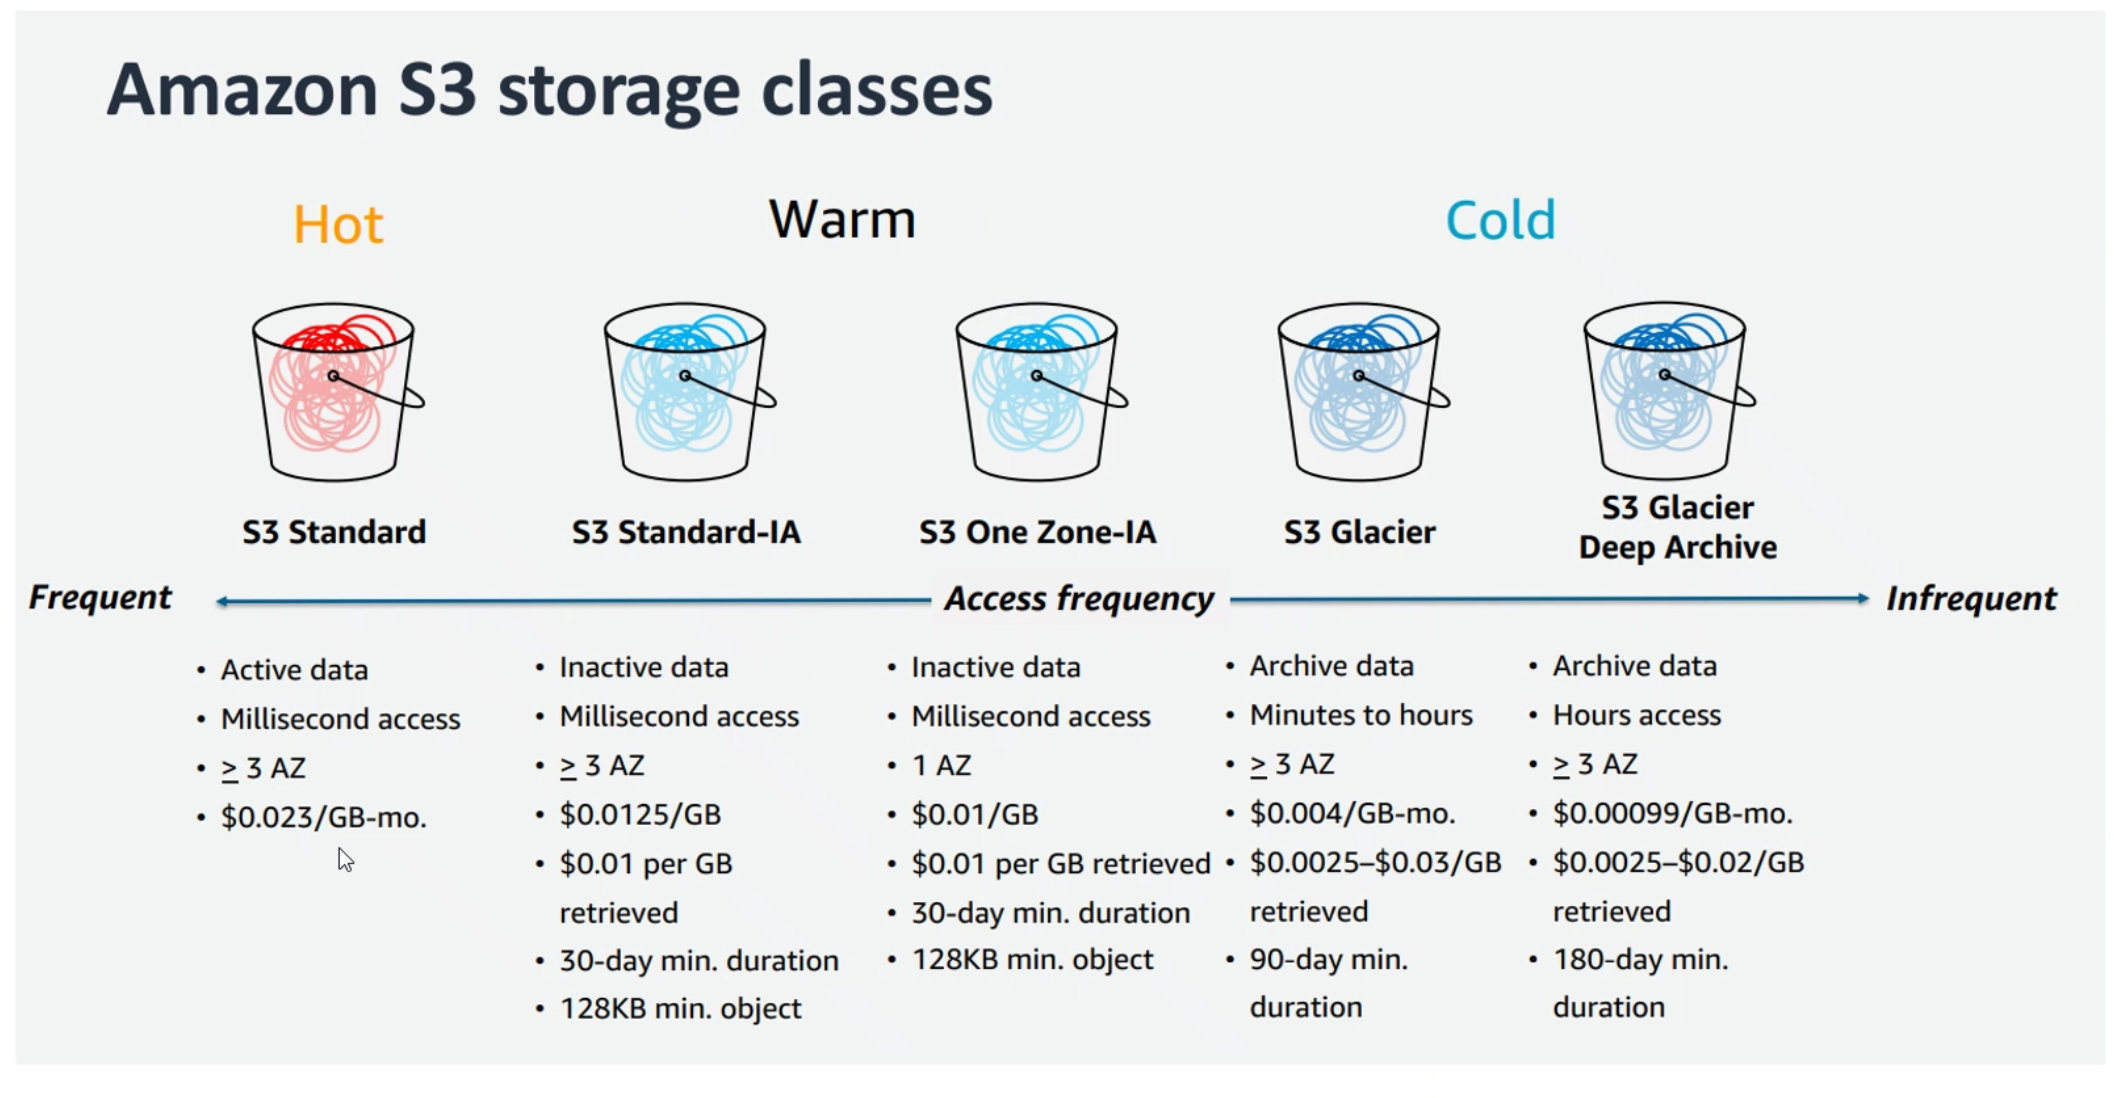 Amazon S3 storage classes
Hot
Warm
Cold
S3 Standard
S3 Standard-IA
S3 One Zone-IA
S3 Glacier
S3 Glacier
Deep Archive
Frequent
Access frequency
Infrequent
• Active data
• Millisecond access
• ≥ 3 AZ
• $0.023/GB-mo.
• Inactive data
• Millisecond access
• ≥ 3 AZ
• $0.0125/GB
• $0.01 per GB
retrieved
• 30-day min. duration
• 128KB min. object
• Inactive data
• Millisecond access
• 1 AZ
• $0.01/GB
• $0.01 per GB retrieved
• 30-day min. duration
• 128KB min. object
• Archive data
• Minutes to hours
• ≥ 3 AZ
• $0.004/GB-mo.
• $0.0025–$0.03/GB
retrieved
• 90-day min.
duration
• Archive data
• Hours access
• ≥ 3 AZ
• $0.00099/GB-mo.
• $0.0025–$0.02/GB
retrieved
• 180-day min.
duration